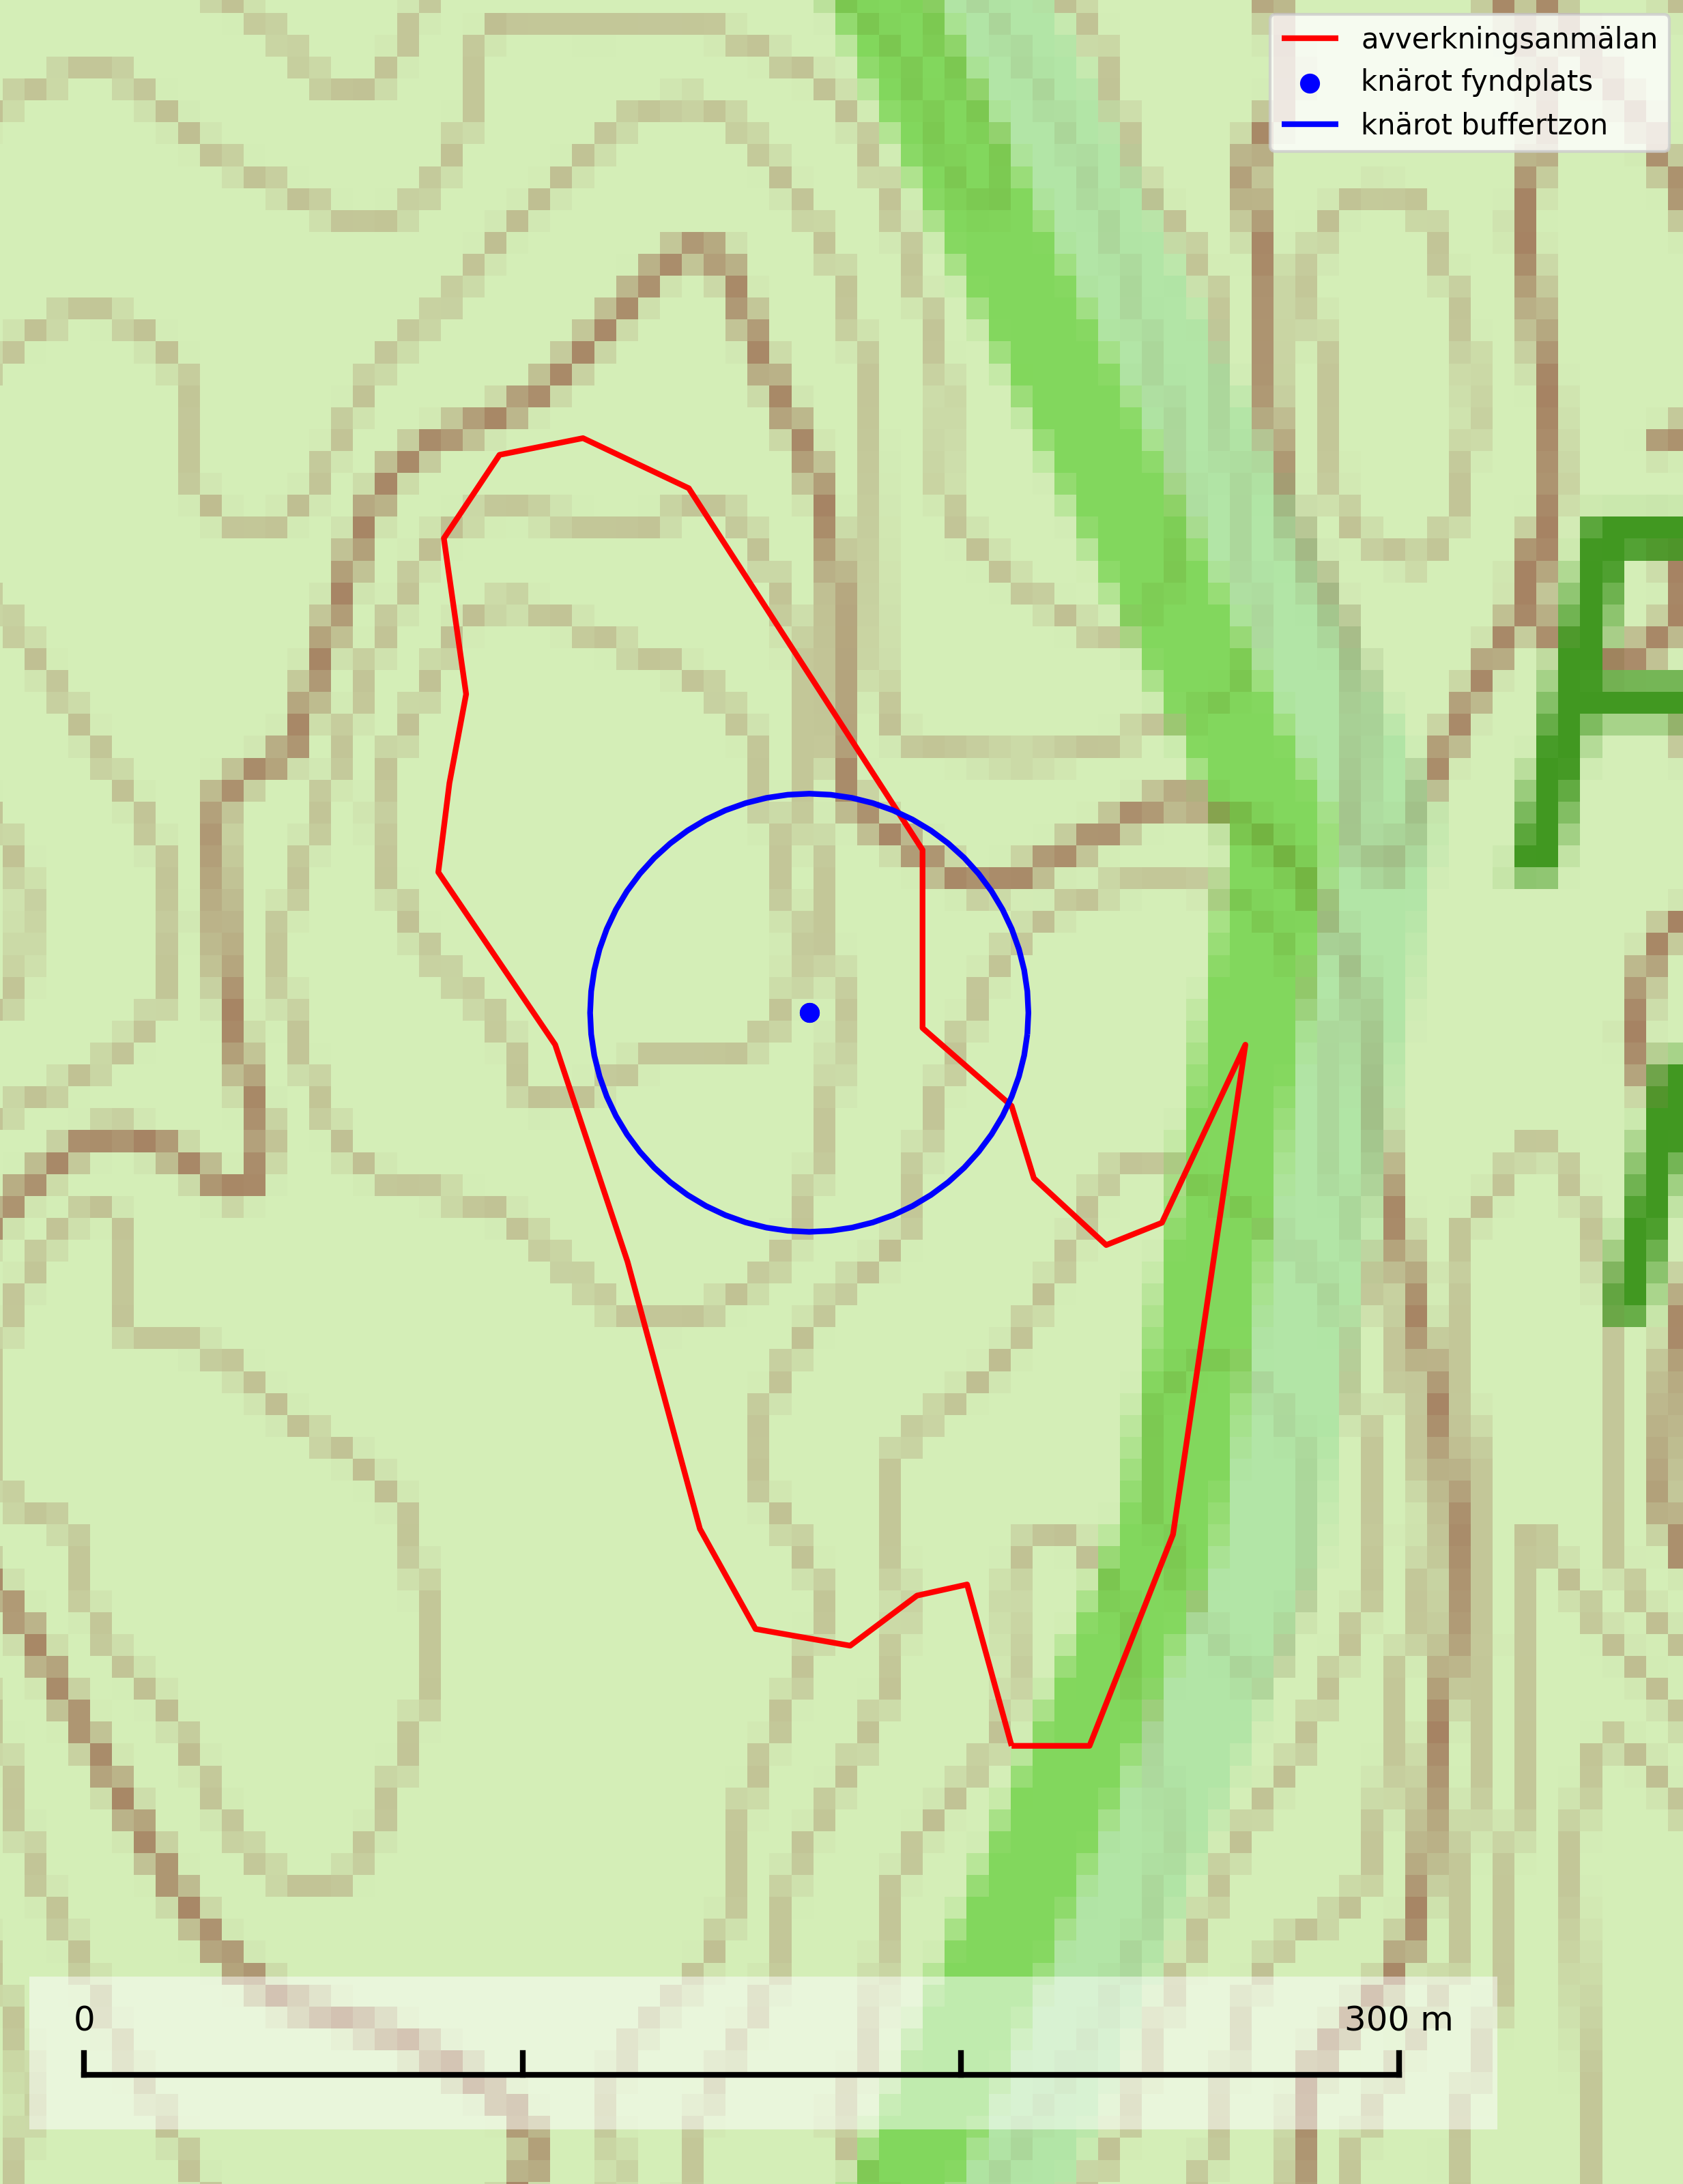 avverkningsanmälan
knärot fyndplats
knärot buffertzon
0
300 m